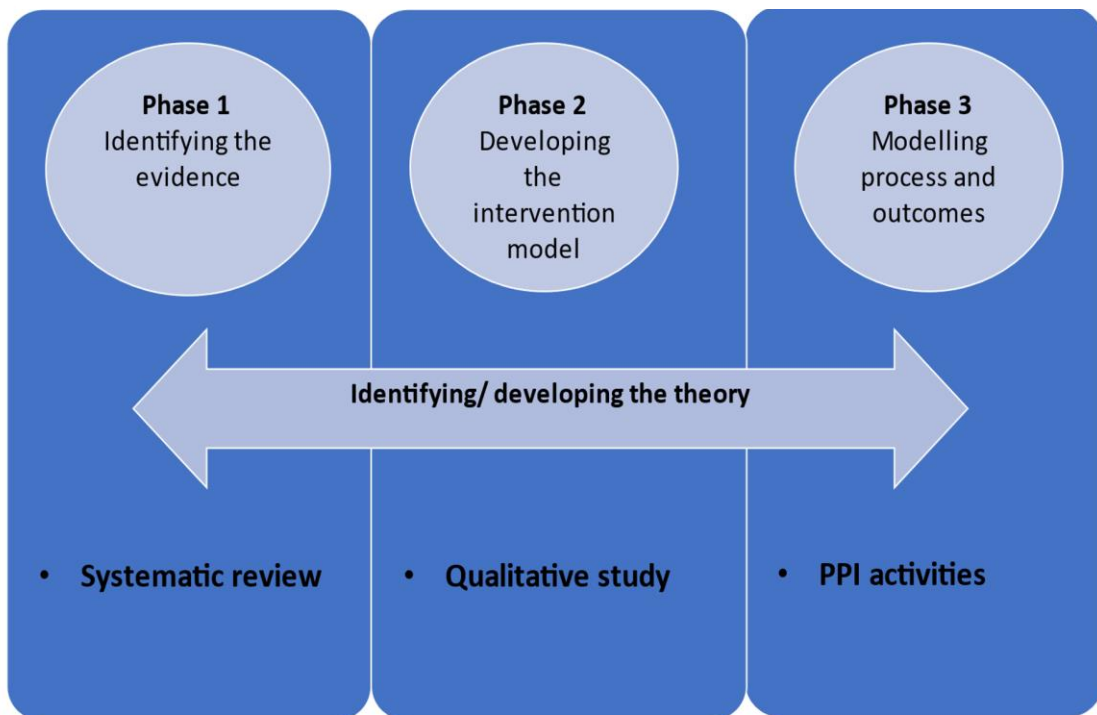 Phase 1
Identifying the
evidence
Phase 2
Developing
the
intervention
model
Phase 3
Modelling
process and
outcomes
Identifying/ developing the theory
• Systematic review
• Qualitative study
• PPI activities